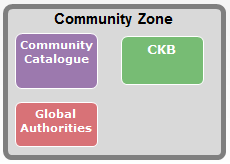 Community Zone
Community
Catalogue
CKB
Global
Authorities